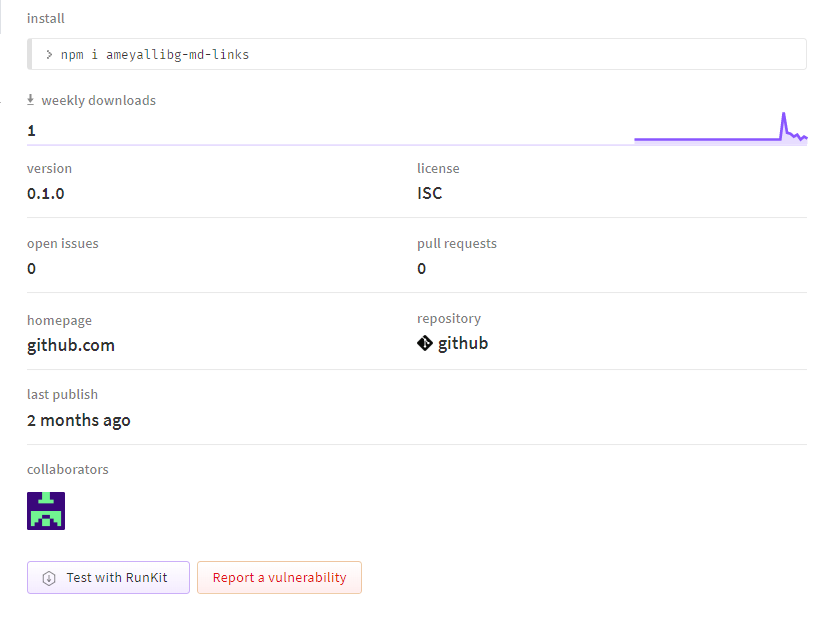 install
> npm i ameyallibg-md-links
weekly downloads
1
version
license
0.1.0
ISC
open issues
pull requests
0
0
homepage
repository
github.com
github
last publish
2 months ago
collaborators
Test with RunKit
Report a vulnerability